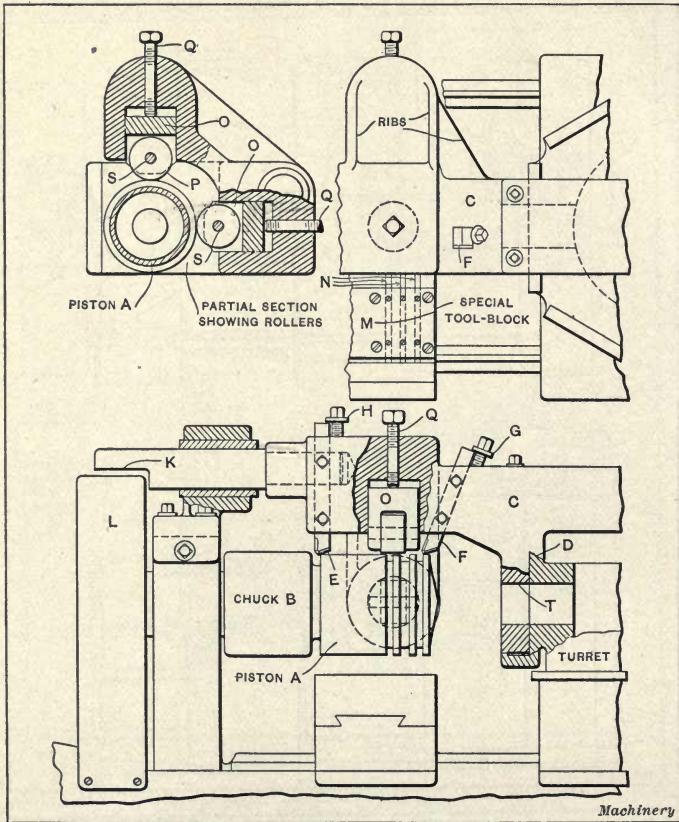 Q
O
O
RIBS
S
P
C
Q
F
S
N
PISTON A
PARTIAL SECTION
SHOWING ROLLERS
M
SPECIAL
TOOL-BLOCK
H
Q
G
K
O
C
L
D
E
F
CHUCK B
T
TURRET
PISTON A
Machinery